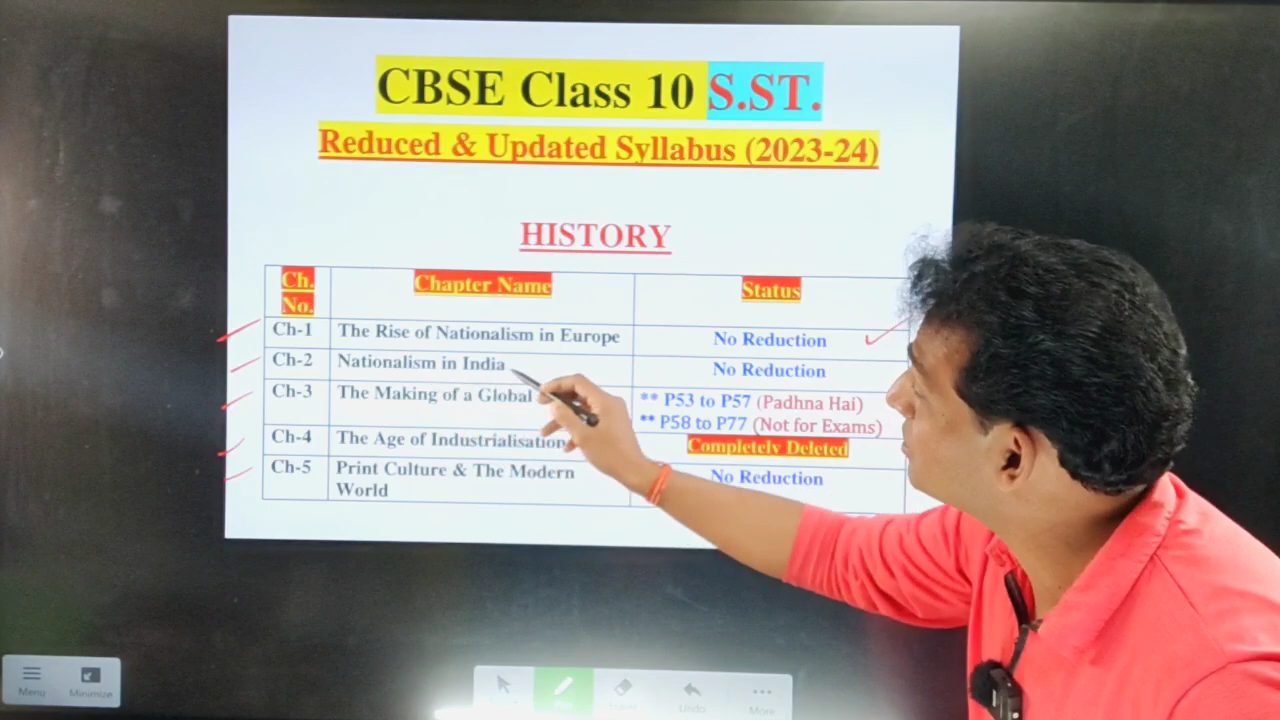 CBSE Class 10 S.ST.
Reduced & Updated Syllabus (2023-24)
HISTORY
Ch. No. Chapter Name Status
Ch-1 The Rise of Nationalism in Europe No Reduction
Ch-2 Nationalism in India No Reduction
Ch-3 The Making of a Global ** P53 to P57 (Padhna Hai)
** P58 to P77 (Not for Exams)
Ch-4 The Age of Industrialisation Completely Deleted
Ch-5 Print Culture & The Modern World No Reduction
Menu Minimize Pen Undo More